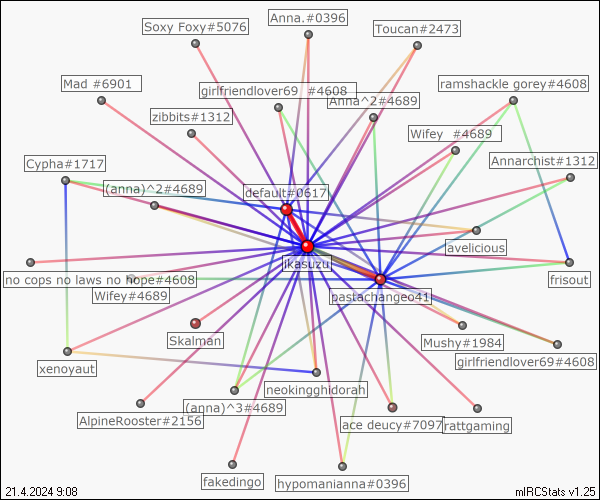 Anna.#0396
Soxy Foxy#5076
Toucan#2473
Mad #6901
girlfriendlover69 #4608
ramshackle gorey#4608
Anna^2#4689
zibbits#1312
Wifey #4689
Cypha#1717
Annarchist#1312
(anna)^2#4689
default#0617
avelicious
ikasuzu
no cops no laws no hope#4608
frisout
Wifey#4689
pastachangeo41
Skalman
Mushy#1984
xenoyaut
girlfriendlover69#4608
neokingghidorah
(anna)^3#4689
AlpineRooster#2156
ace deucy#7097
rattgaming
fakedingo
hypomanianna#0396
21.4.2024 9:08
mIRCStats v1.25